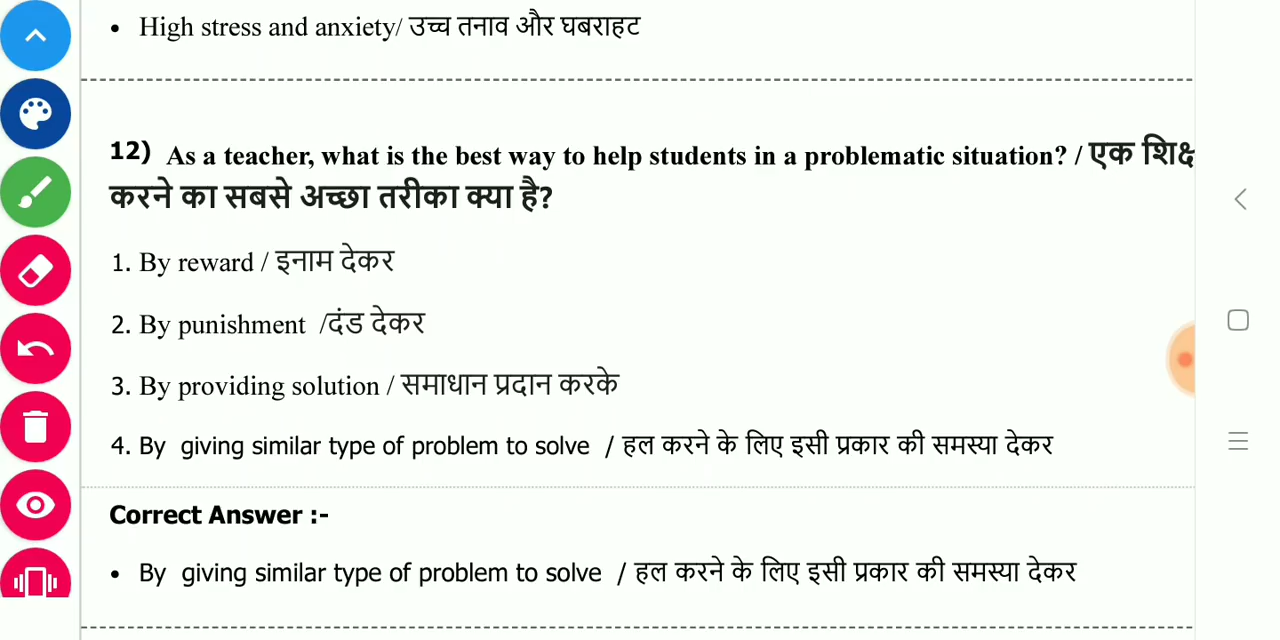 • High stress and anxiety/ उच्च तनाव और घबराहट
12) As a teacher, what is the best way to help students in a problematic situation? / एक
करने का सबसे अच्छा तरीका क्या है?
1. By reward / इनाम देकर
2. By punishment /दंड देकर
3. By providing solution / समाधान प्रदान करके
4. By giving similar type of problem to solve / हल करने के लिए इसी प्रकार की समस्या देकर
Correct Answer :-
• By giving similar type of problem to solve / हल करने के लिए इसी प्रकार की समस्या देकर